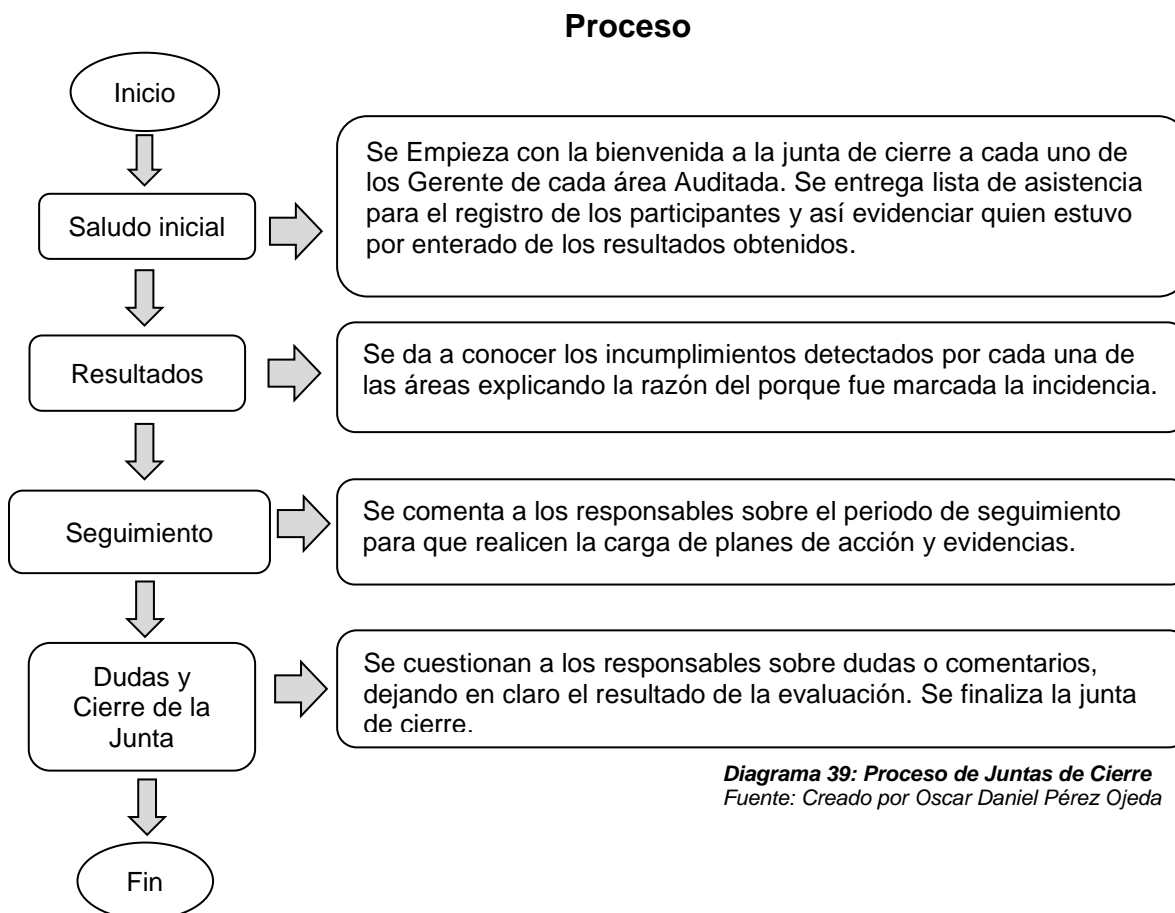 Proceso
Inicio
Saludo inicial
Se Empieza con la bienvenida a la junta de cierre a cada uno de
los Gerente de cada área Auditada. Se entrega lista de asistencia
para el registro de los participantes y así evidenciar quien estuvo
por enterado de los resultados obtenidos.
Resultados
Se da a conocer los incumplimientos detectados por cada una de
las áreas explicando la razón del porque fue marcada la incidencia.
Seguimiento
Se comenta a los responsables sobre el periodo de seguimiento
para que realicen la carga de planes de acción y evidencias.
Dudas y
Cierre de la
Junta
Se cuestionan a los responsables sobre dudas o comentarios,
dejando en claro el resultado de la evaluación. Se finaliza la junta
de cierre.
Diagrama 39: Proceso de Juntas de Cierre
Fuente: Creado por Oscar Daniel Pérez Ojeda
Fin